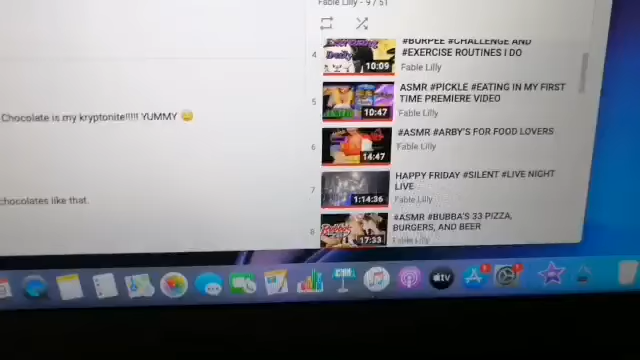 Fable Lilly - 9 / 51
4
#BURPEE #CHALLENGE AND
#EXERCISE ROUTINES I DO
Fable Lilly
10:09
5
ASMR #PICKLE #EATING IN MY FIRST
TIME PREMIERE VIDEO
Fable Lilly
10:47
Chocolate is my kryptonite!!!!! YUMMY 😋
6
#ASMR #ARBY'S FOR FOOD LOVERS
Fable Lilly
14:47
7
HAPPY FRIDAY #SILENT #LIVE NIGHT
LIVE
Fable Lilly
1:14:36
chocolates like that.
8
#ASMR #BUBBA'S 33 PIZZA,
BURGERS, AND BEER
Fable Lilly
17:33
tv